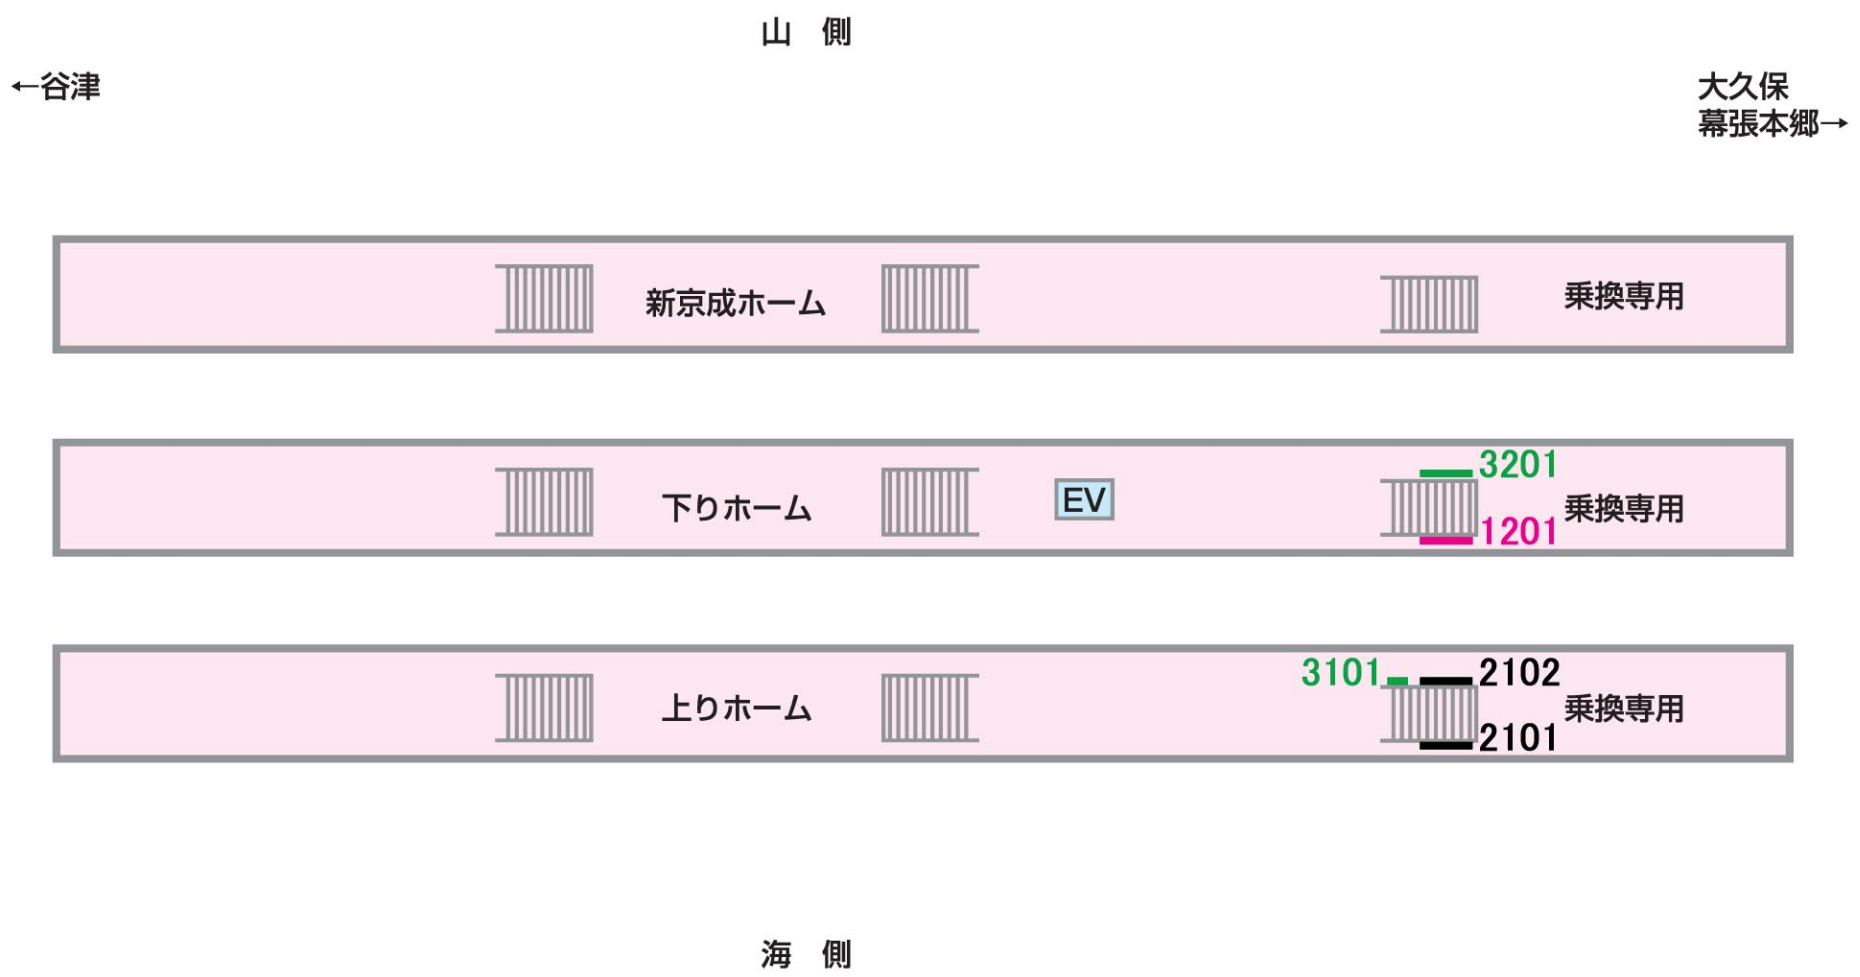 山 側
←谷津
大久保
幕張本郷→
新京成ホーム
乗換専用
3201
下りホーム
EV
乗換専用
1201
3101
2102
上りホーム
乗換専用
2101
海 側